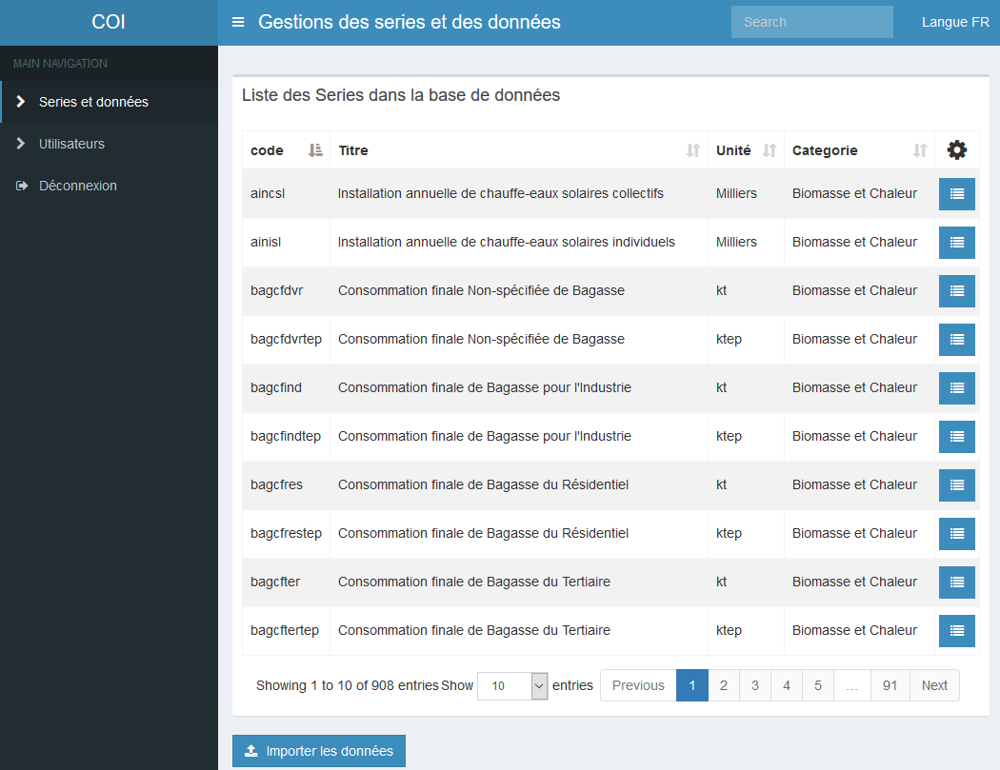 COI
Gestions des series et des données
Search
Langue FR
MAIN NAVIGATION
Series et données
Utilisateurs
Déconnexion
Liste des Series dans la base de données
code Titre Unité Categorie
aincsl Installation annuelle de chauffe-eaux solaires collectifs Milliers Biomasse et Chaleur
ainisl Installation annuelle de chauffe-eaux solaires individuels Milliers Biomasse et Chaleur
bagcfdvr Consommation finale Non-spécifiée de Bagasse kt Biomasse et Chaleur
bagcfdvrtep Consommation finale Non-spécifiée de Bagasse ktep Biomasse et Chaleur
bagcfind Consommation finale de Bagasse pour l'Industrie kt Biomasse et Chaleur
bagcfindtep Consommation finale de Bagasse pour l'Industrie ktep Biomasse et Chaleur
bagcfres Consommation finale de Bagasse du Résidentiel kt Biomasse et Chaleur
bagcfrestep Consommation finale de Bagasse du Résidentiel ktep Biomasse et Chaleur
bagcfter Consommation finale de Bagasse du Tertiaire kt Biomasse et Chaleur
bagcftertep Consommation finale de Bagasse du Tertiaire ktep Biomasse et Chaleur
Showing 1 to 10 of 908 entries Show 10 entries Previous 1 2 3 4 5 … 91 Next
Importer les données